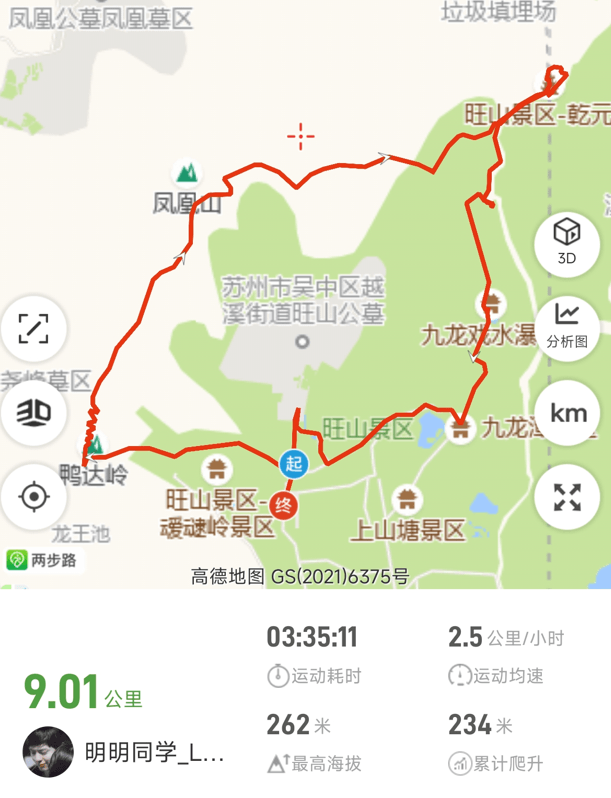 凤凰公墓凤凰墓区
垃圾填埋场
旺山景区-乾元
凤凰山
3D
苏州市吴中区越
溪街道旺山公墓
九龙戏水瀑
分析图
尧峰墓区
km
旺山景区
九龙潭
起
鸭达岭
旺山景区-
叆叇岭景区
终
上山塘景区
龙王池
两步路
高德地图 GS(2021)6375号
03:35:11
2.5 公里/小时
运动耗时
运动均速
9.01 公里
262 米
234 米
明明同学_L...
最高海拔
累计爬升